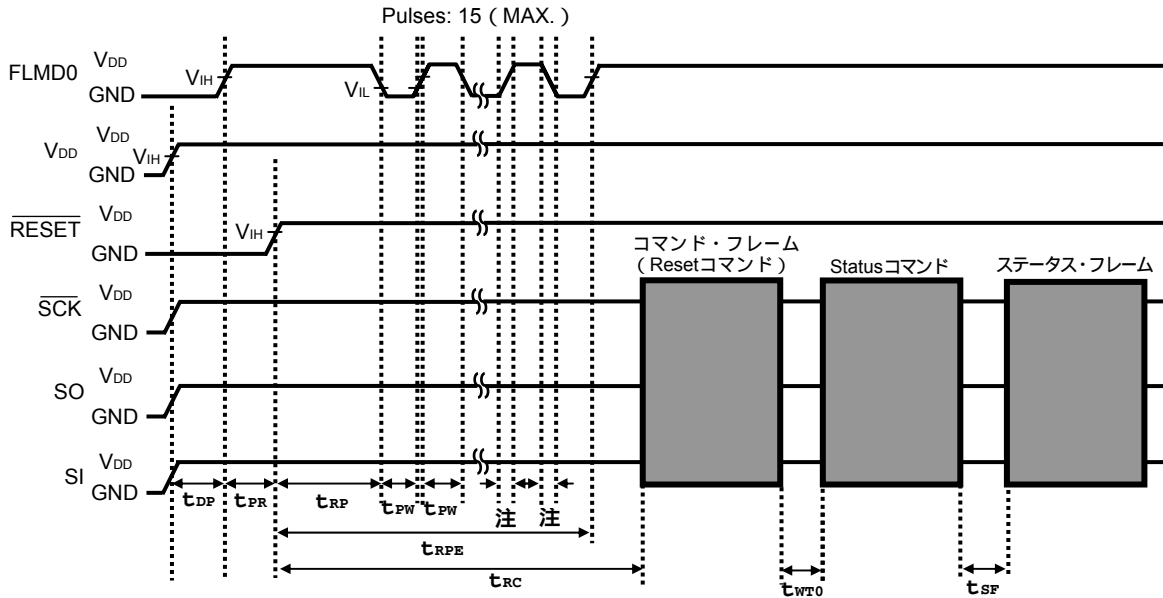 Pulses: 15 ( MAX. )
FLMD0
VDD
GND
VIH
VIL
VDD
VDD
GND
VIH
RESET
VDD
GND
VIH
コマンド・フレーム
( Resetコマンド )
Statusコマンド
ステータス・フレーム
SCK
VDD
GND
SO
VDD
GND
SI
VDD
GND
tDP
tPR
tRP
tPW
tPW
注
注
tRPE
tRC
tWT0
tSF